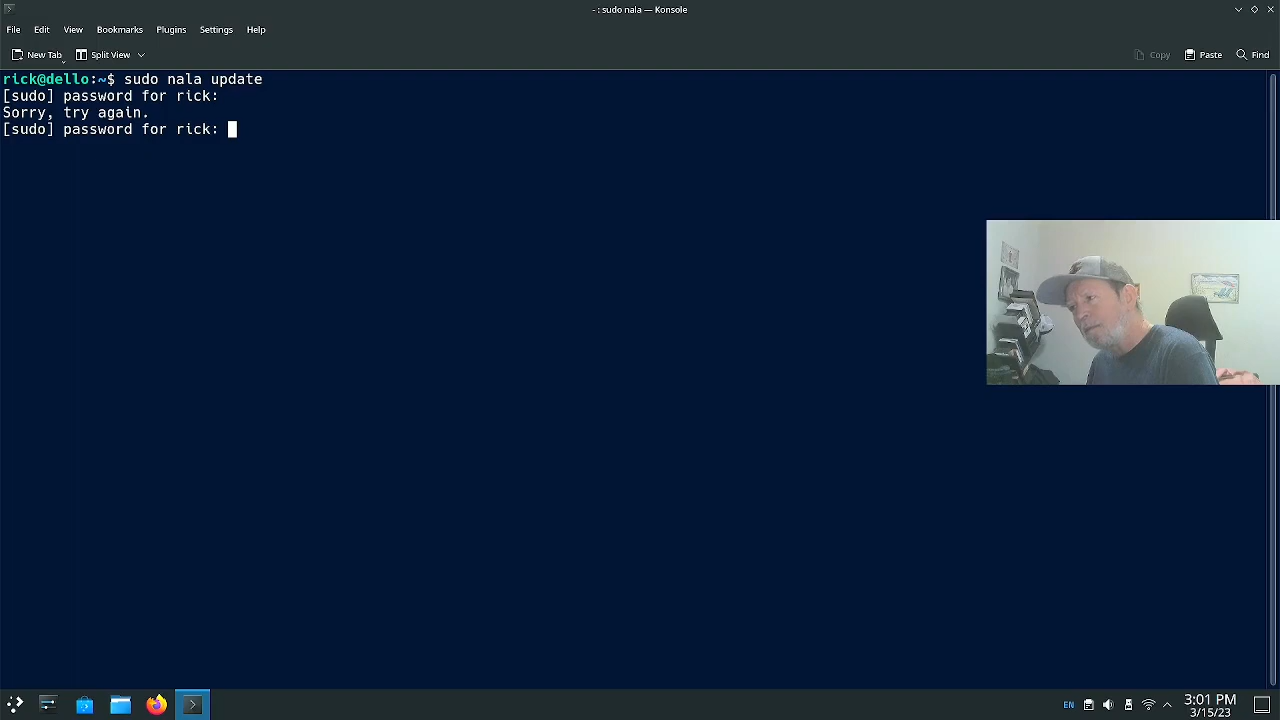 - : sudo nala — Konsole
File Edit View Bookmarks Plugins Settings Help
New Tab Split View Copy Paste Find
rick@dello:~$ sudo nala update
[sudo] password for rick:
Sorry, try again.
[sudo] password for rick:
EN 3:01 PM
3/15/23